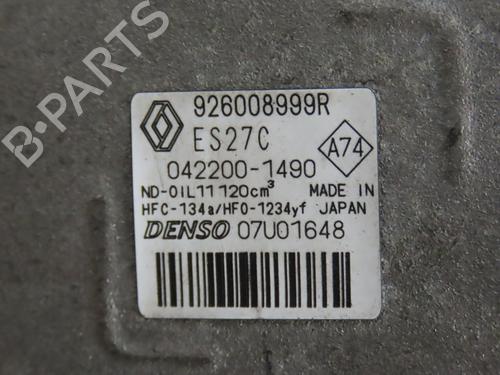 926008999R
ES27C
A74
042200-1490
ND-OIL11 120cm³ MADE IN
HFC-134a/HFO-1234yf JAPAN
DENSO 07U01648
B-PARTS